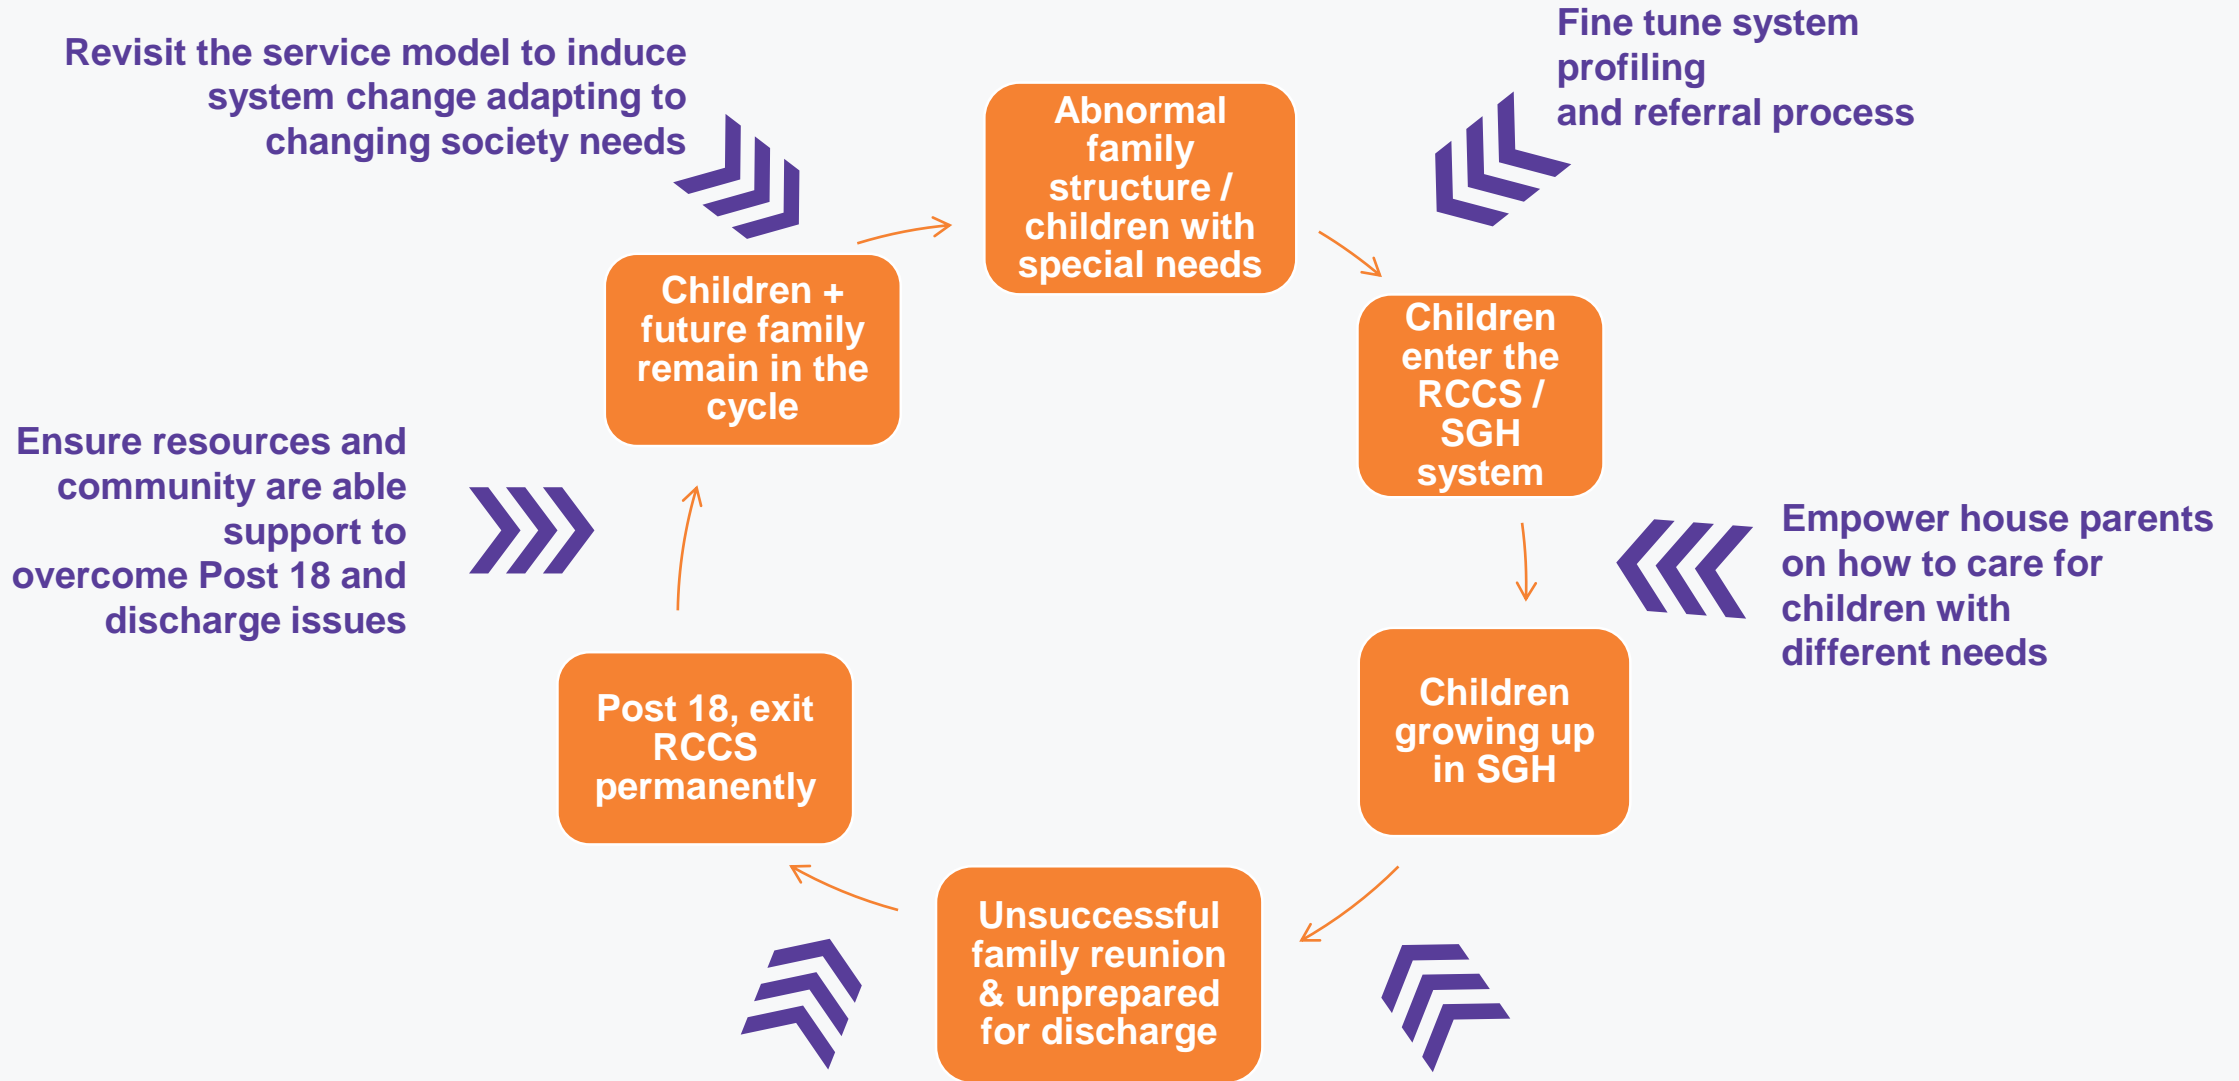 Revisit the service model to induce
system change adapting to
changing society needs
Fine tune system
profiling
and referral process
Abnormal
family
structure /
children with
special needs
Children
enter the
RCCS /
SGH
system
Empower house parents
on how to care for
children with
different needs
Children
growing up
in SGH
Unsuccessful
family reunion
& unprepared
for discharge
Post 18, exit
RCCS
permanently
Ensure resources and
community are able
support to
overcome Post 18 and
discharge issues
Children +
future family
remain in the
cycle